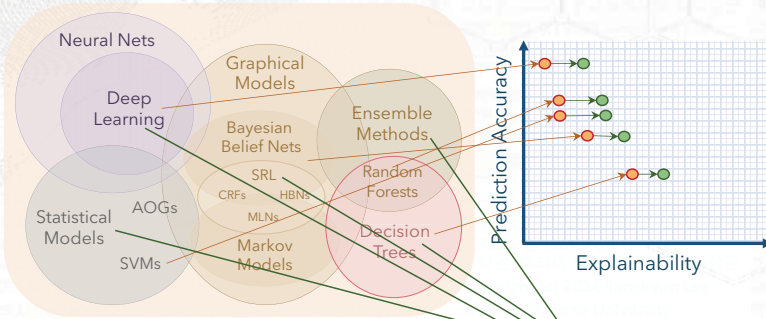 Neural Nets
Deep
Learning
Graphical
Models
Bayesian
Belief Nets
SRL
CRFs
HBNs
MLNs
Markov
Models
Ensemble
Methods
Random
Forests
Decision
Trees
Statistical
Models
AOGs
SVMs
Prediction Accuracy
Explainability